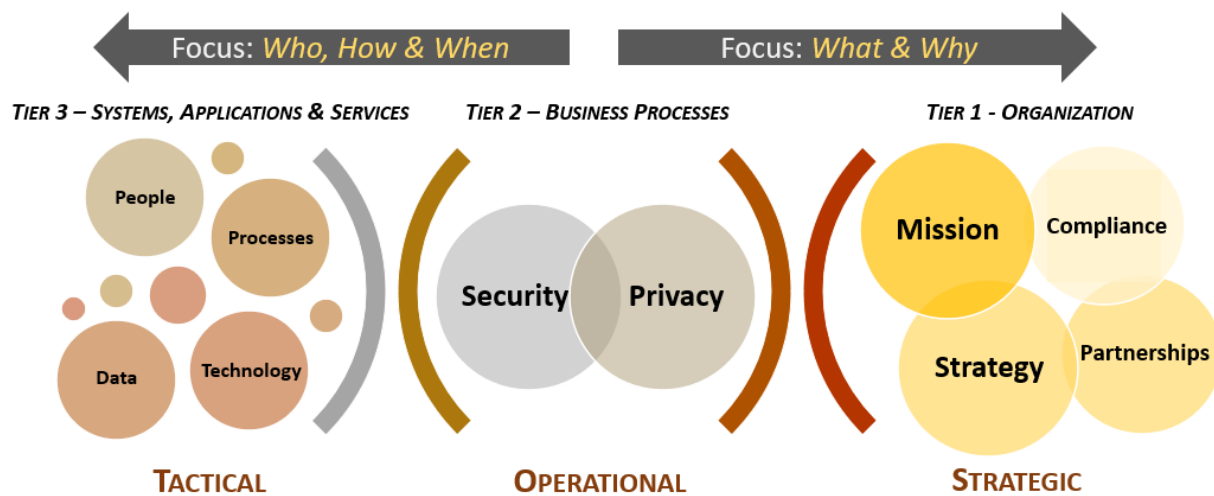 Focus: Who, How & When
Focus: What & Why
TIER 3 – SYSTEMS, APPLICATIONS & SERVICES
TIER 2 – BUSINESS PROCESSES
TIER 1 - ORGANIZATION
People
Processes
Data
Technology
Security
Privacy
Mission
Compliance
Strategy
Partnerships
TACTICAL
OPERATIONAL
STRATEGIC